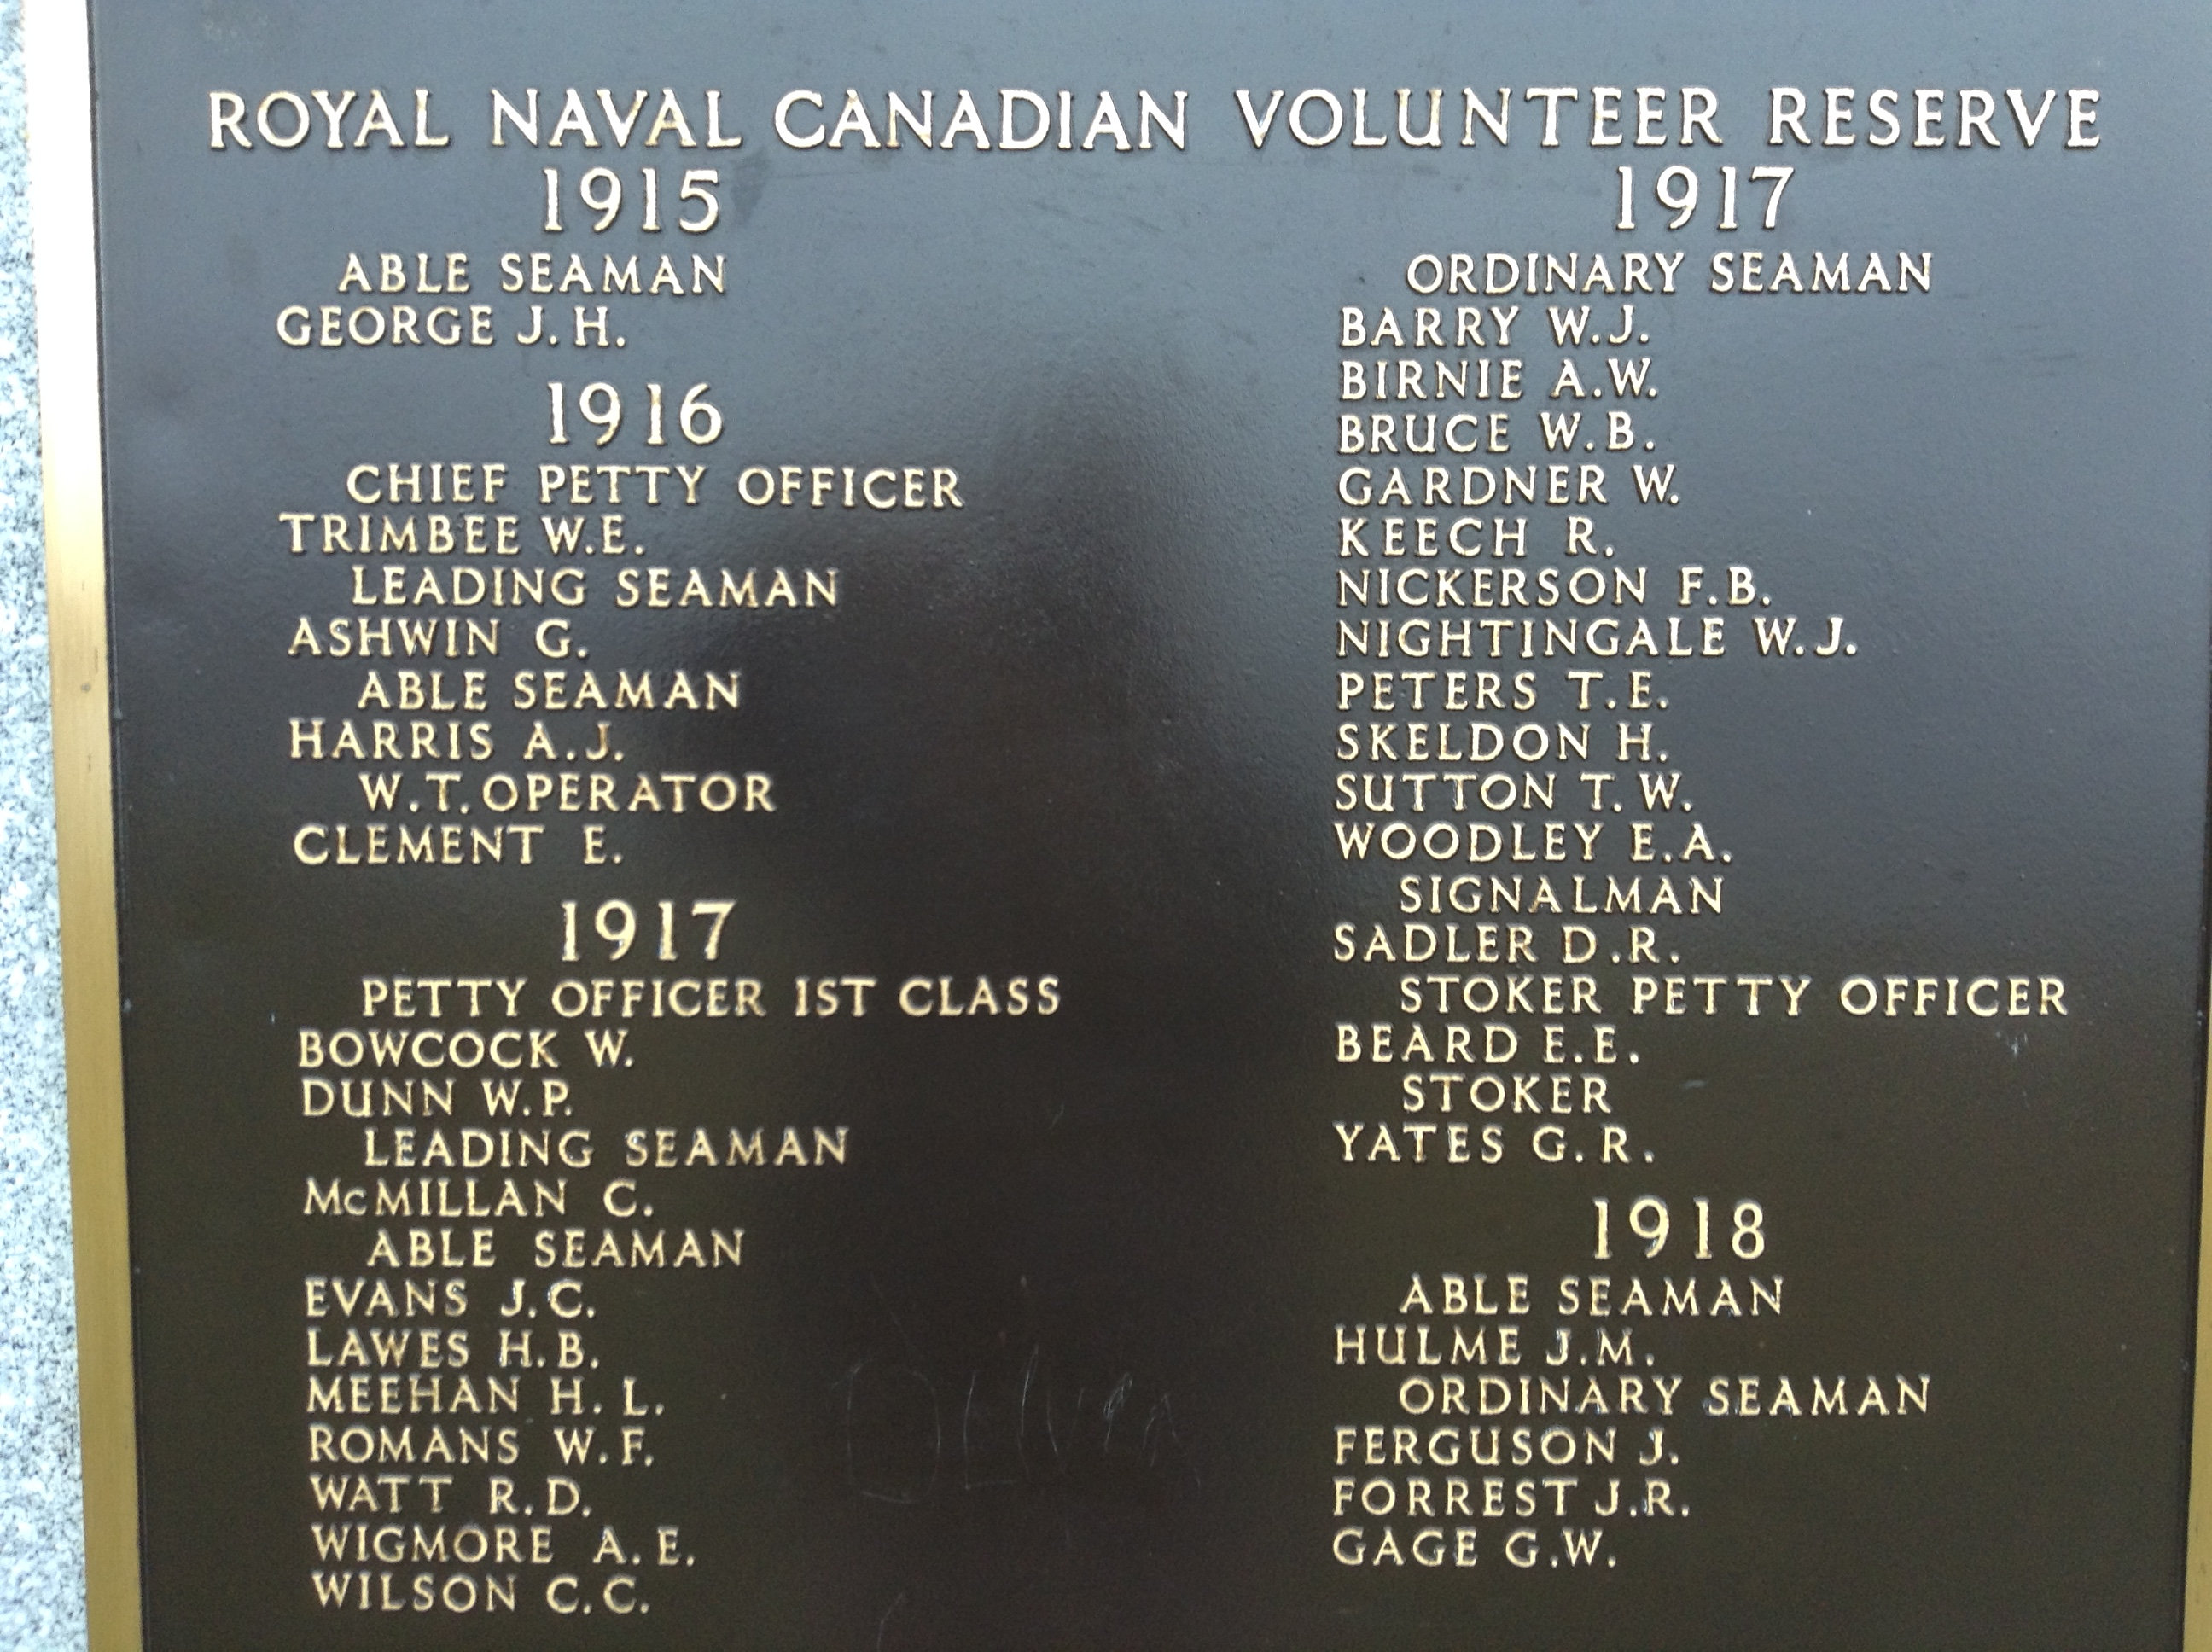 ROYAL NAVAL CANADIAN VOLUNTEER RESERVE
1915
ABLE SEAMAN
GEORGE J.H.
1916
CHIEF PETTY OFFICER
TRIMBEE W.E.
LEADING SEAMAN
ASHWIN G.
ABLE SEAMAN
HARRIS A.J.
W.T. OPERATOR
CLEMENT E.
1917
PETTY OFFICER 1ST CLASS
BOWCOCK W.
DUNN W.P.
LEADING SEAMAN
McMILLAN C.
ABLE SEAMAN
EVANS J.C.
LAWES H.B.
MEEHAN H.L.
ROMANS W.F.
WATT R.D.
WIGMORE A.E.
WILSON C.C.
1917
ORDINARY SEAMAN
BARRY W.J.
BIRNIE A.W.
BRUCE W.B.
GARDNER W.
KEECH R.
NICKERSON F.B.
NIGHTINGALE W.J.
PETERS T.E.
SKELDON H.
SUTTON T.W.
WOODLEY E.A.
SIGNALMAN
SADLER D.R.
STOKER PETTY OFFICER
BEARD E.E.
STOKER
YATES G.R.
1918
ABLE SEAMAN
HULME J.M.
ORDINARY SEAMAN
FERGUSON J.
FORREST J.R.
GAGE G.W.